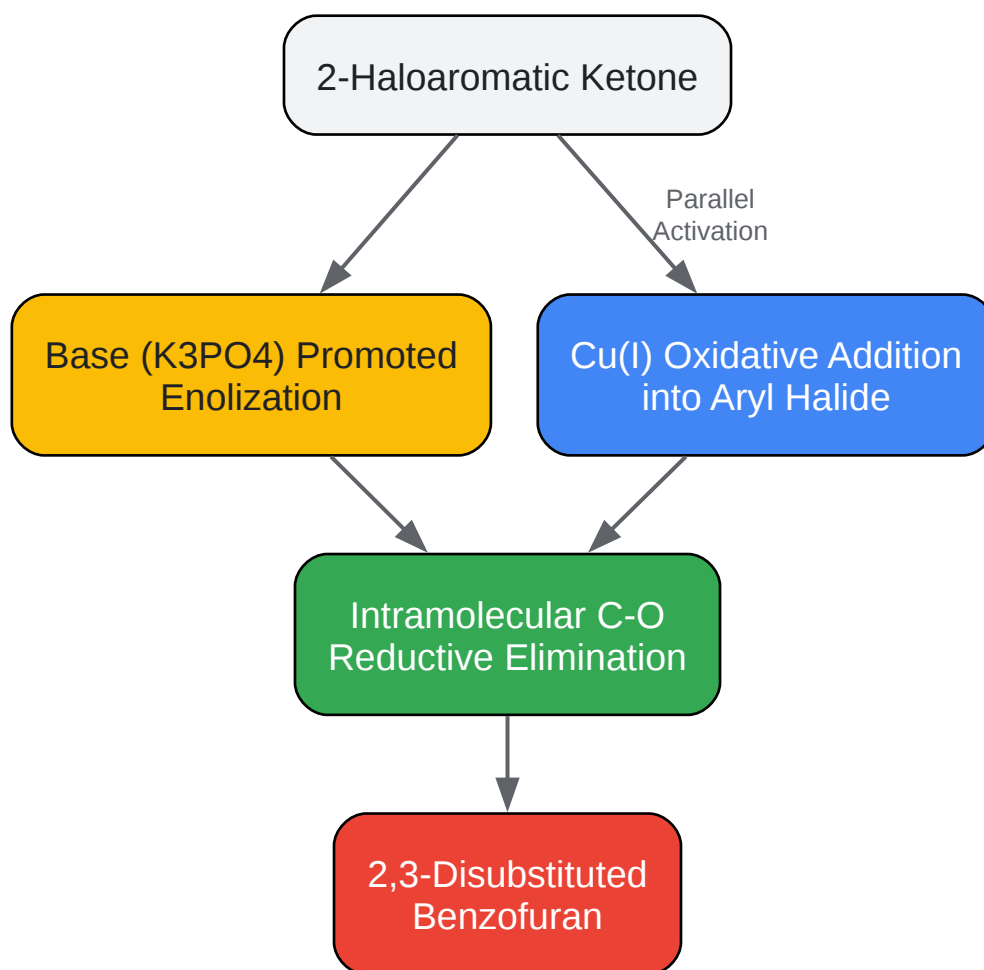 2-Haloaromatic Ketone
Parallel
Activation
Base (K3PO4) Promoted
Enolization
Cu(I) Oxidative Addition
into Aryl Halide
Intramolecular C-O
Reductive Elimination
2,3-Disubstituted
Benzofuran